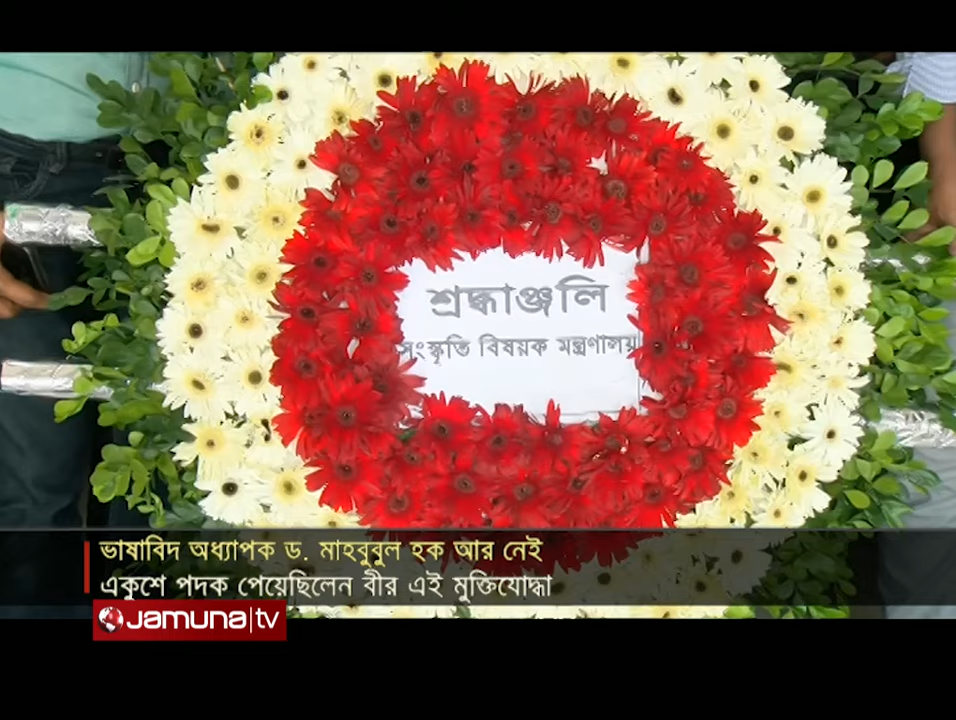 শ্রদ্ধাঞ্জলি
সংস্কৃতি বিষয়ক মন্ত্রণালয়
ভাষাবিদ অধ্যাপক ড. মাহবুবুল হক আর নেই
একুশে পদক পেয়েছিলেন বীর এই মুক্তিযোদ্ধা
Jamuna|tv